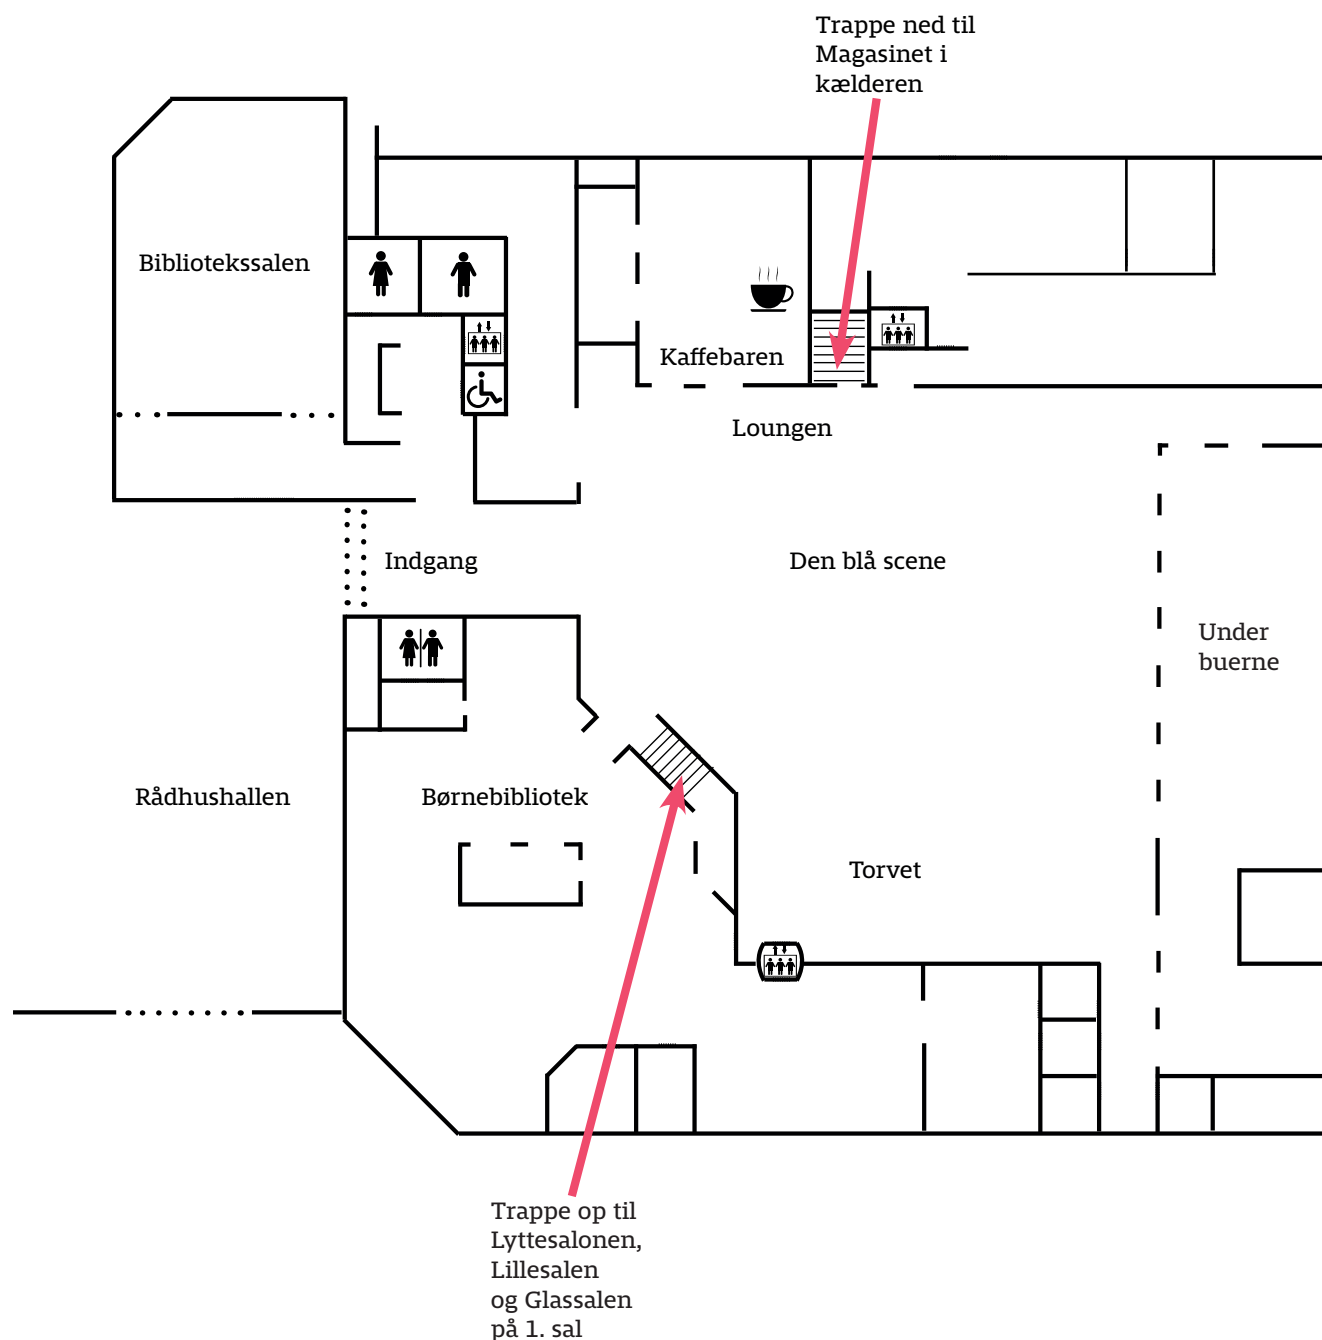 Trappe ned til
Magasinet i
kælderen
Bibliotekssalen
Kaffebaren
Loungen
Indgang
Den blå scene
Under
buerne
Rådhushallen
Børnebibliotek
Torvet
Trappe op til
Lyttesalonen,
Lillesalen
og Glassalen
på 1. sal